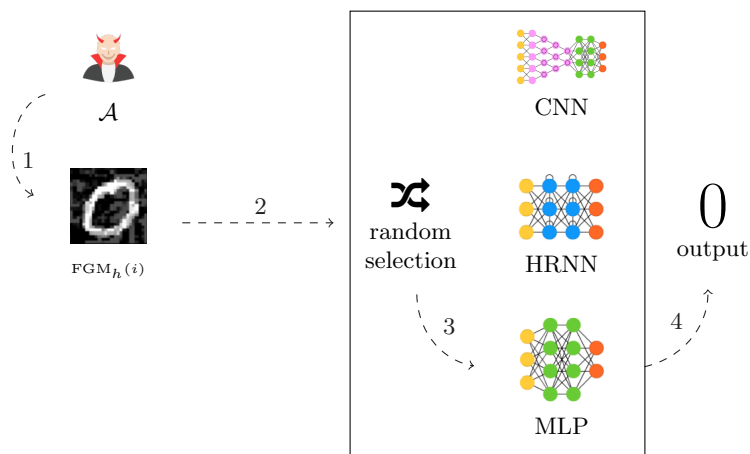 𝒜
1
FGM_h(i)
2
random
selection
CNN
HRNN
3
MLP
4
0
output